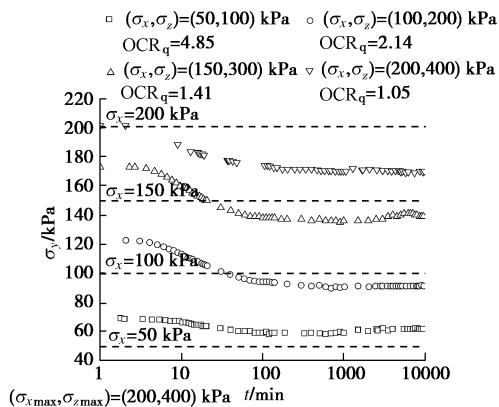 □ (σx,σz)=(50,100) kPa ○ (σx,σz)=(100,200) kPa
OCRq=4.85 OCRq=2.14
△ (σx,σz)=(150,300) kPa ▽ (σx,σz)=(200,400) kPa
OCRq=1.41 OCRq=1.05
220
σx=200 kPa
200
180
160
σx=150 kPa
140
120
σx=100 kPa
100
80
60
σx=50 kPa
40
σy/kPa
1 10 100 1000 10000
(σxmax,σzmax)=(200,400) kPa t/min